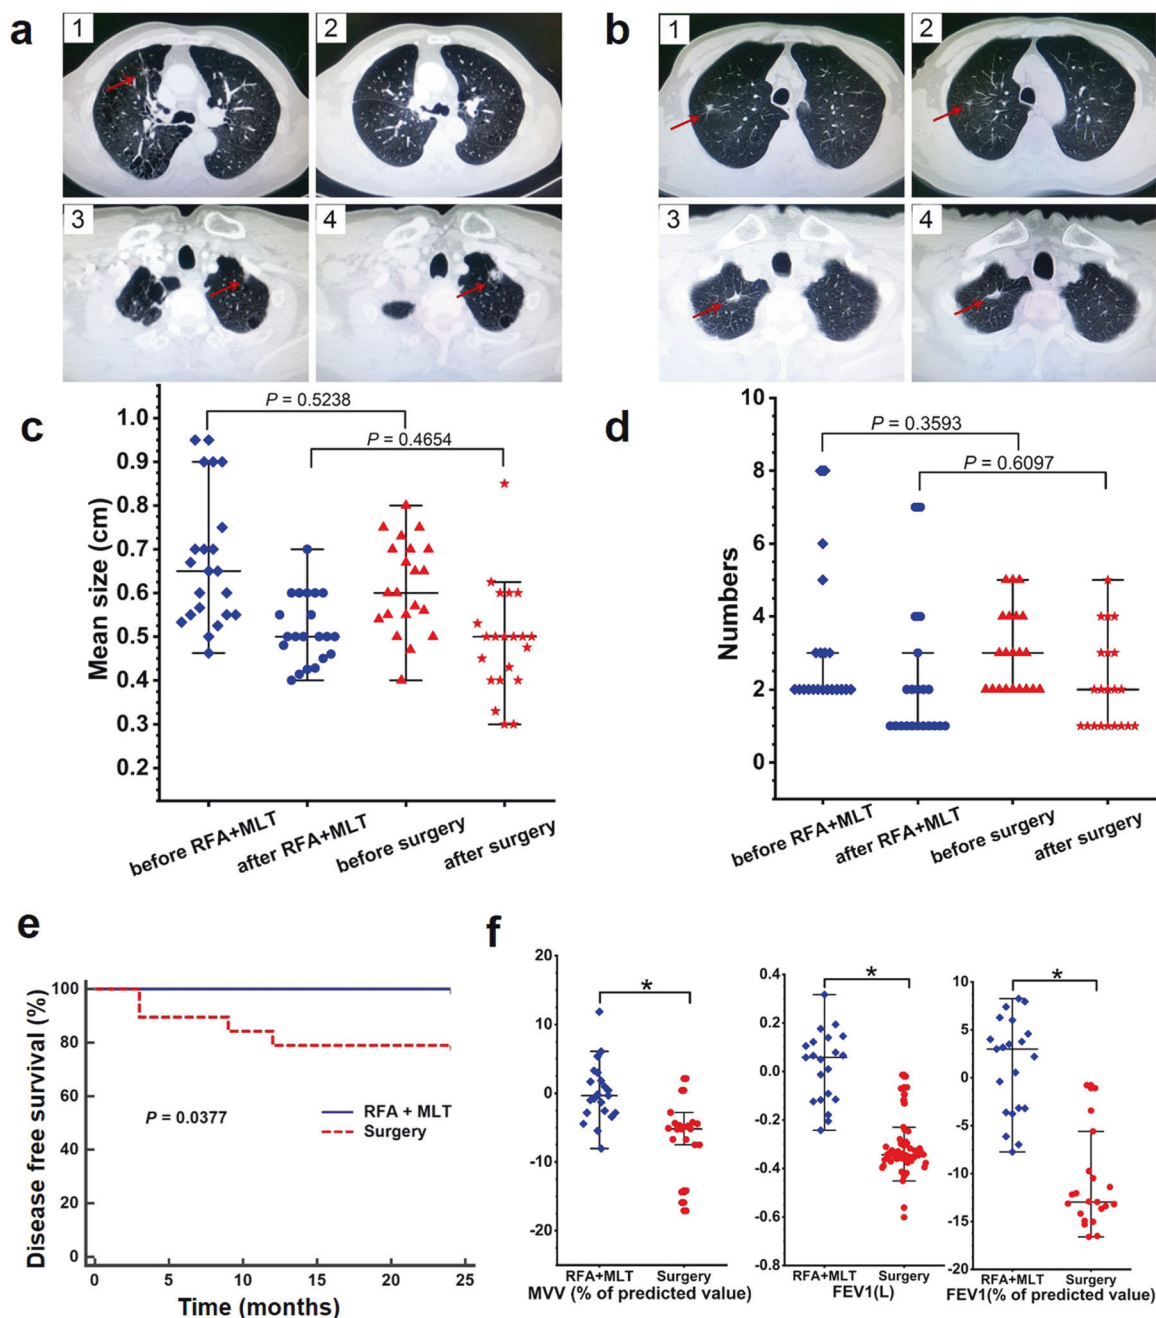 a
1
2
3
4
b
1
2
3
4
c
Mean size (cm)
1.0
0.9
0.8
0.7
0.6
0.5
0.4
0.3
0.2
P = 0.5238
P = 0.4654
before RFA+MLT
after RFA+MLT
before surgery
after surgery
d
Numbers
10
8
6
4
2
0
P = 0.3593
P = 0.6097
before RFA+MLT
after RFA+MLT
before surgery
after surgery
e
Disease free survival (%)
100
80
60
40
20
0
P = 0.0377
RFA + MLT
Surgery
0 5 10 15 20 25
Time (months)
f
20
10
0
-10
-20
*
RFA+MLT Surgery
MVV (% of predicted value)
0.4
0.2
0.0
-0.2
-0.4
-0.6
-0.8
*
RFA+MLT Surgery
FEV1(L)
10
5
0
-5
-10
-15
-20
*
RFA+MLT Surgery
FEV1(% of predicted value)